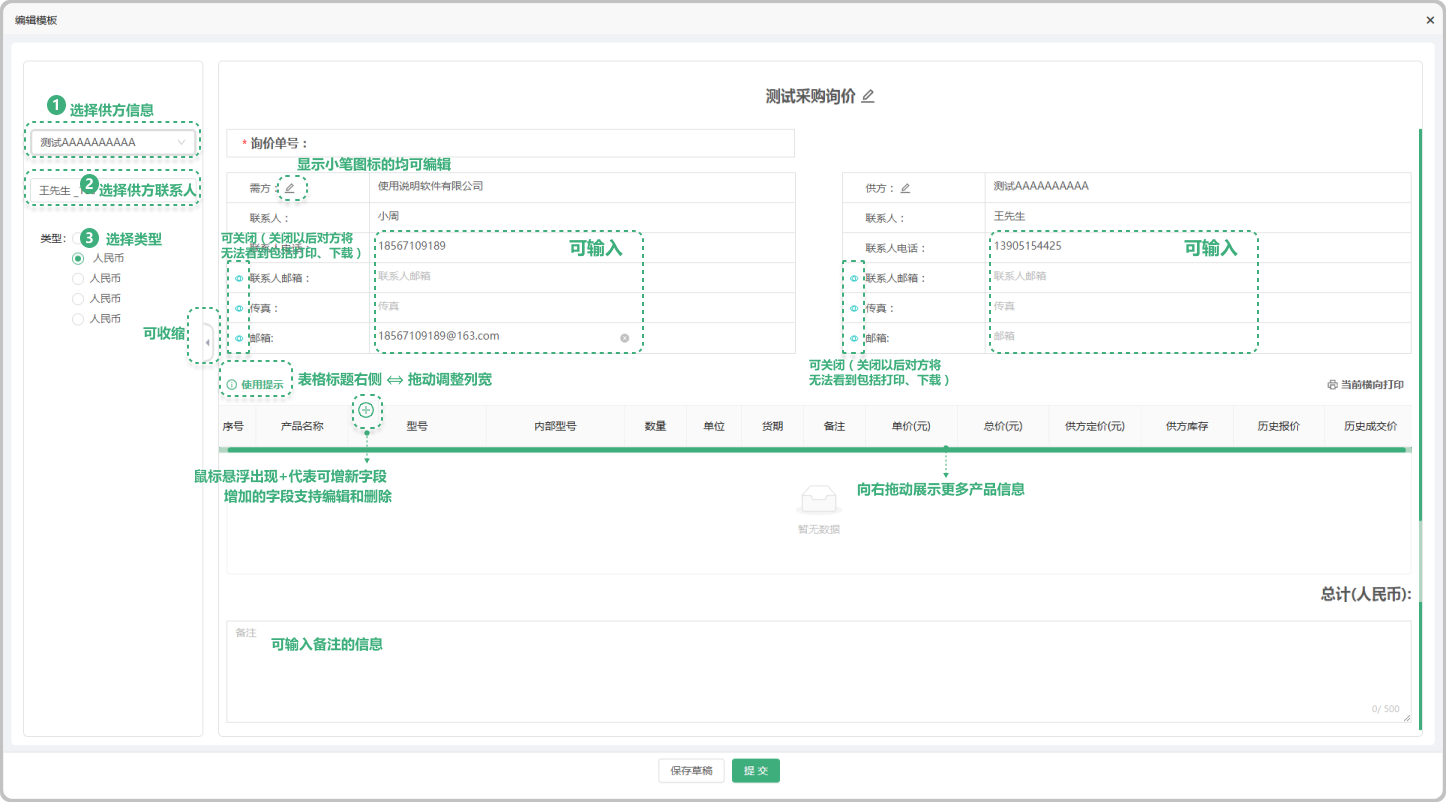 编辑模板
测试采购询价
1 选择供方信息
测试AAAAAAAAAA
2 选择供方联系人
王先生 _1
类型:
3 选择类型
人民币
人民币
人民币
人民币
可收缩
* 询价单号：
显示小笔图标的均可编辑
需方：
使用说明软件有限公司
联系人：
小周
可关闭（关闭以后对方将
无法看到包括打印、下载）
联系人电话：
18567109189
可输入
联系人邮箱：
联系人邮箱
传真：
传真
邮箱:
18567109189@163.com
供方：
测试AAAAAAAAAA
联系人：
王先生
联系人电话：
13905154425
可输入
联系人邮箱：
联系人邮箱
传真：
传真
邮箱:
邮箱
可关闭（关闭以后对方将
无法看到包括打印、下载）
使用提示
表格标题右侧 ⇔ 拖动调整列宽
当前横向打印
序号 产品名称 型号 内部型号 数量 单位 货期 备注 单价(元) 总价(元) 供方定价(元) 供方库存 历史报价 历史成交价
鼠标悬浮出现+代表可增新字段
增加的字段支持编辑和删除
向右拖动展示更多产品信息
暂无数据
总计(人民币):
备注
可输入备注的信息
0/ 500
保存草稿
提 交